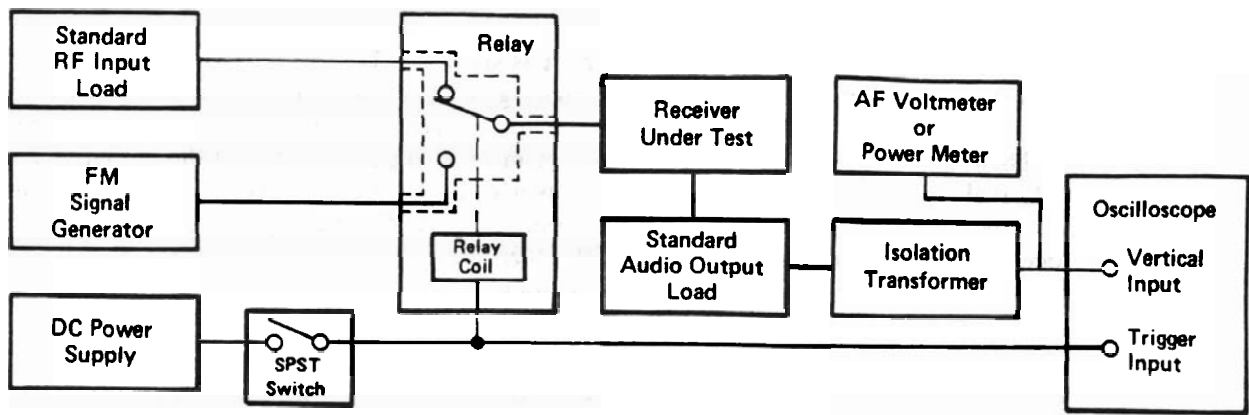 Standard
RF Input
Load
Relay
Receiver
Under Test
AF Voltmeter
or
Power Meter
FM
Signal
Generator
Relay
Coil
Standard
Audio Output
Load
Isolation
Transformer
Oscilloscope
Vertical
Input
DC Power
Supply
SPST
Switch
Trigger
Input